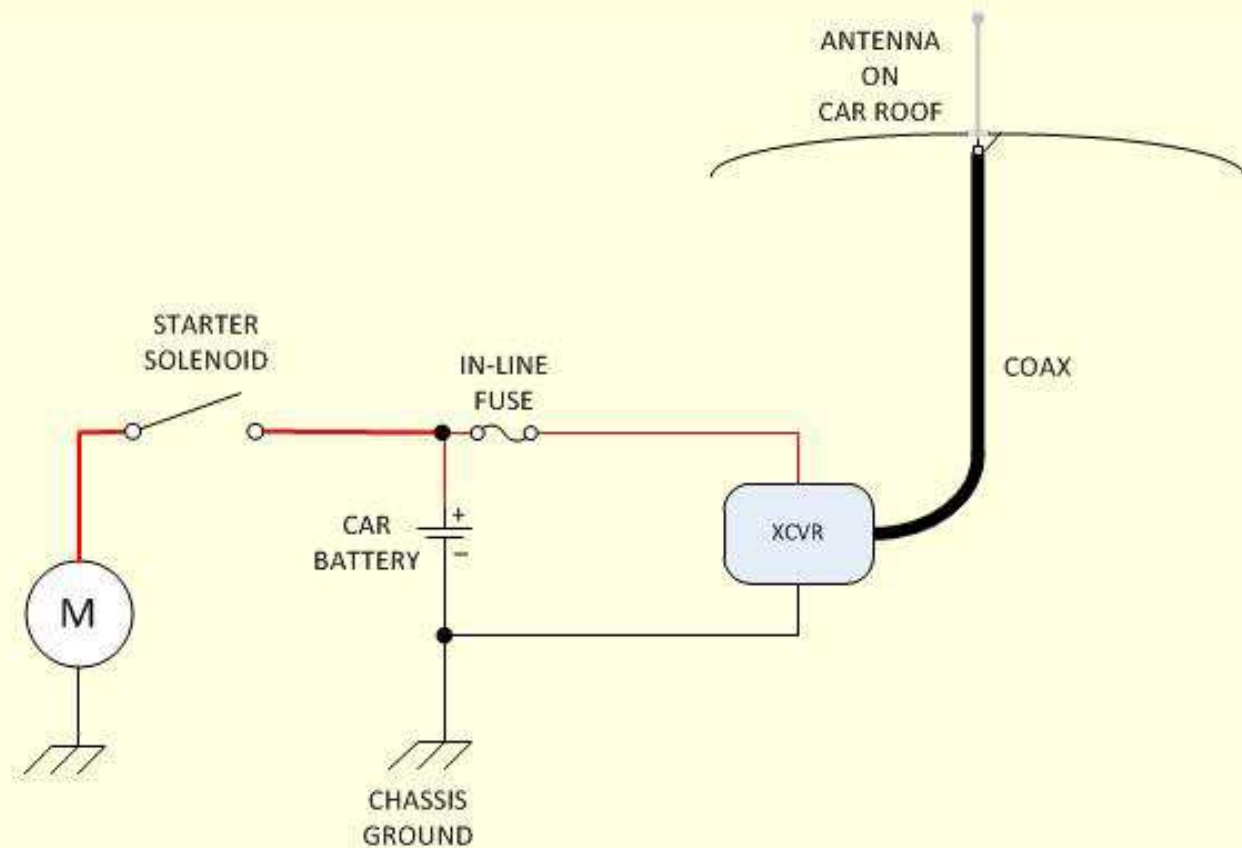 ANTENNA
ON
CAR ROOF
STARTER
SOLENOID
IN-LINE
FUSE
COAX
CAR
BATTERY
+
−
XCVR
M
CHASSIS
GROUND